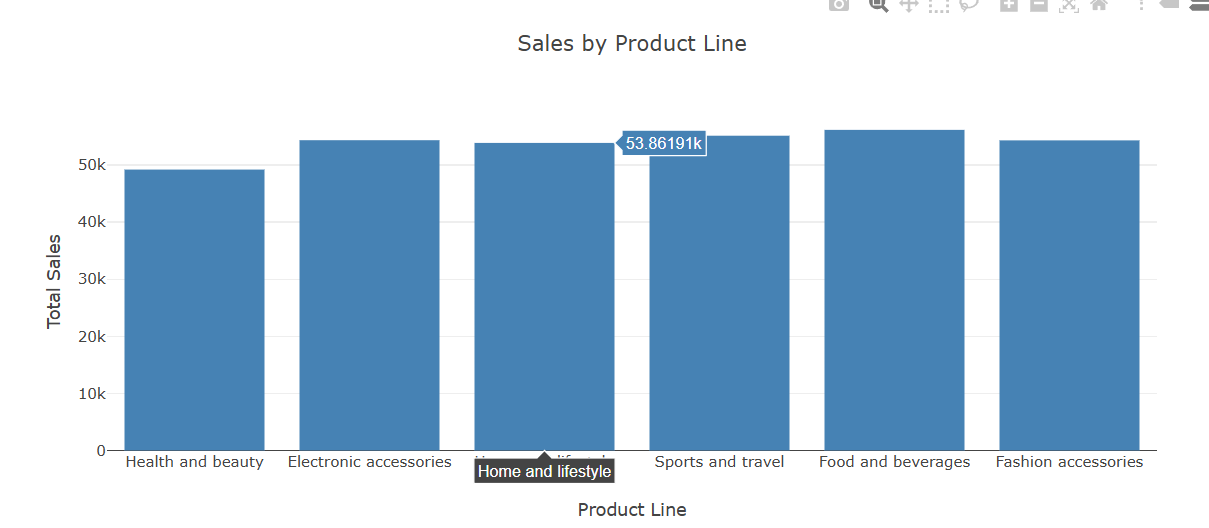 Sales by Product Line
53.86191k
50k
40k
30k
20k
10k
0
Total Sales
Health and beauty Electronic accessories Home and lifestyle Sports and travel Food and beverages Fashion accessories
Product Line